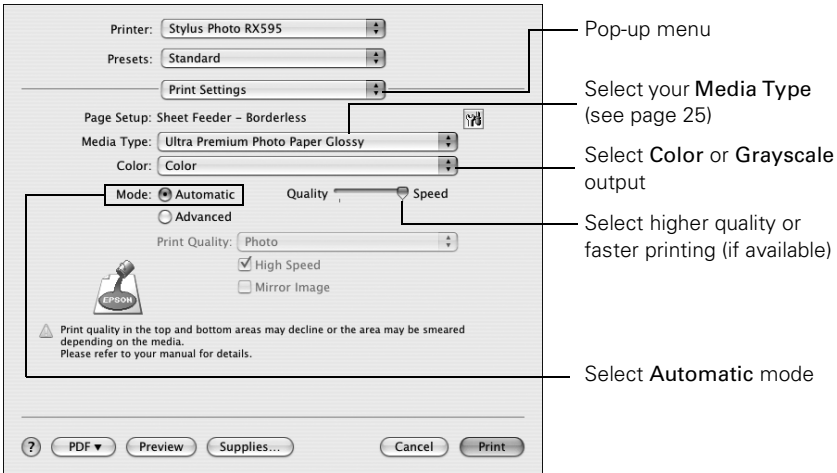 Printer: Stylus Photo RX595
Presets: Standard
Print Settings
Page Setup: Sheet Feeder – Borderless
Media Type: Ultra Premium Photo Paper Glossy
Color: Color
Mode: Automatic Quality Speed
Advanced
Print Quality: Photo
High Speed
Mirror Image
EPSON
Print quality in the top and bottom areas may decline or the area may be smeared
depending on the media.
Please refer to your manual for details.
? PDF Preview Supplies... Cancel Print
Pop-up menu
Select your Media Type
(see page 25)
Select Color or Grayscale
output
Select higher quality or
faster printing (if available)
Select Automatic mode